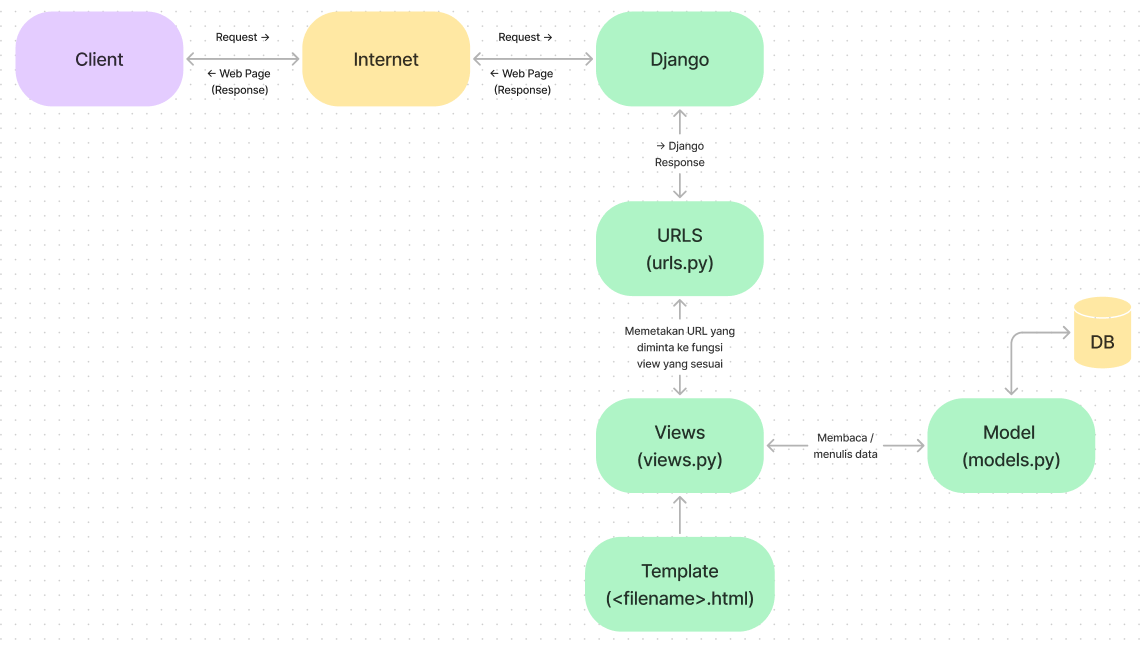 Client
Request →
← Web Page
(Response)
Internet
Request →
← Web Page
(Response)
Django
→ Django
Response
URLS
(urls.py)
Memetakan URL yang
diminta ke fungsi
view yang sesuai
DB
Views
(views.py)
Membaca /
menulis data
Model
(models.py)
Template
(<filename>.html)